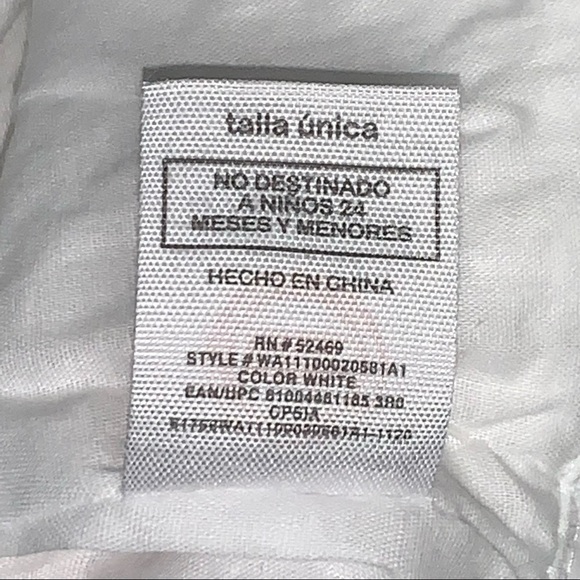 talla única
NO DESTINADO
A NIÑOS 24
MESES Y MENORES
HECHO EN CHINA
RN # 52469
STYLE # WA11100020581A1
COLOR WHITE
EAN/UPC
CPSIA